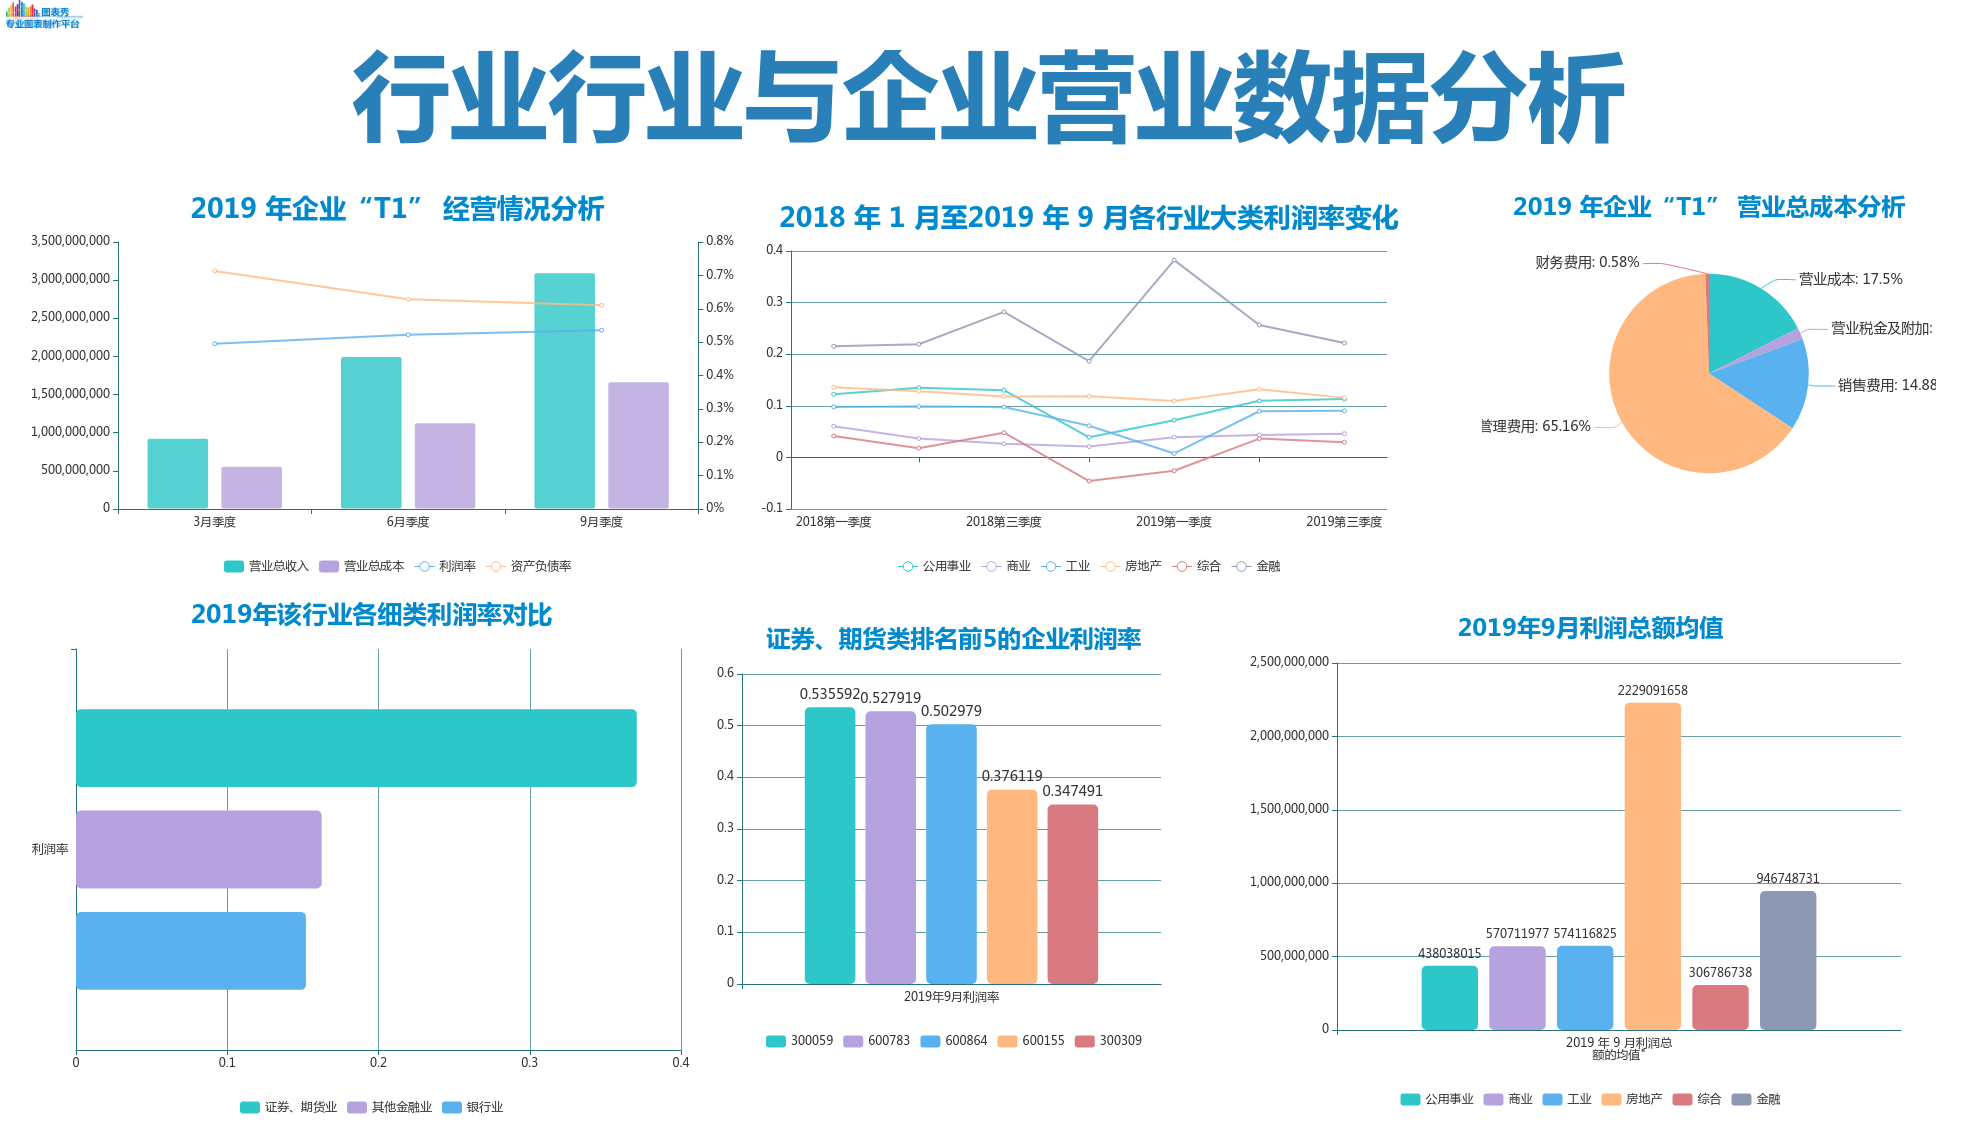 图表秀
专业图表制作平台
行业行业与企业营业数据分析
2019 年企业“T1” 经营情况分析
3,500,000,000
3,000,000,000
2,500,000,000
2,000,000,000
1,500,000,000
1,000,000,000
500,000,000
0
0.8%
0.7%
0.6%
0.5%
0.4%
0.3%
0.2%
0.1%
0%
3月季度 6月季度 9月季度
营业总收入 营业总成本 利润率 资产负债率
2018 年 1 月至2019 年 9 月各行业大类利润率变化
0.4
0.3
0.2
0.1
0
-0.1
2018第一季度 2018第三季度 2019第一季度 2019第三季度
公用事业 商业 工业 房地产 综合 金融
2019 年企业“T1” 营业总成本分析
财务费用: 0.58%
营业成本: 17.5%
营业税金及附加:
销售费用: 14.88
管理费用: 65.16%
2019年该行业各细类利润率对比
利润率
0 0.1 0.2 0.3 0.4
证券、期货业 其他金融业 银行业
证券、期货类排名前5的企业利润率
0.6
0.5
0.4
0.3
0.2
0.1
0
0.535592
0.527919
0.502979
0.376119
0.347491
2019年9月利润率
300059 600783 600864 600155 300309
2019年9月利润总额均值
2,500,000,000
2,000,000,000
1,500,000,000
1,000,000,000
500,000,000
0
438038015
570711977
574116825
2229091658
306786738
946748731
2019 年 9 月利润总
额的均值"
公用事业 商业 工业 房地产 综合 金融